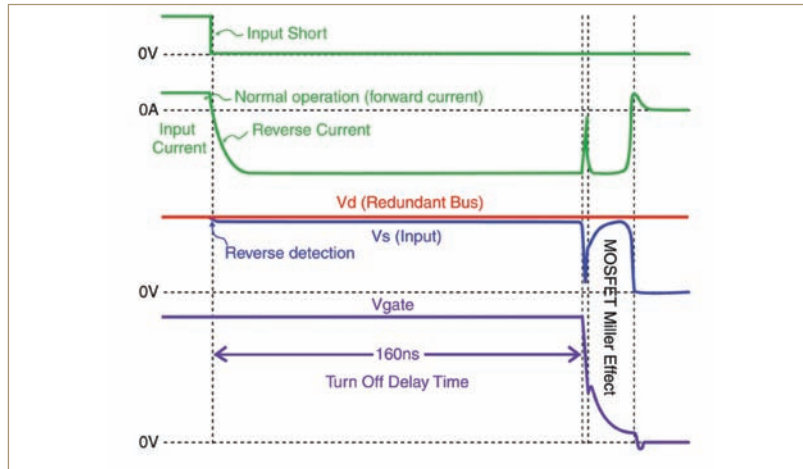 Input Short
0V
Normal operation (forward current)
0A
Input
Current
Reverse Current
Vd (Redundant Bus)
Vs (Input)
Reverse detection
0V
MOSFET Miller Effect
Vgate
160ns
Turn Off Delay Time
0V